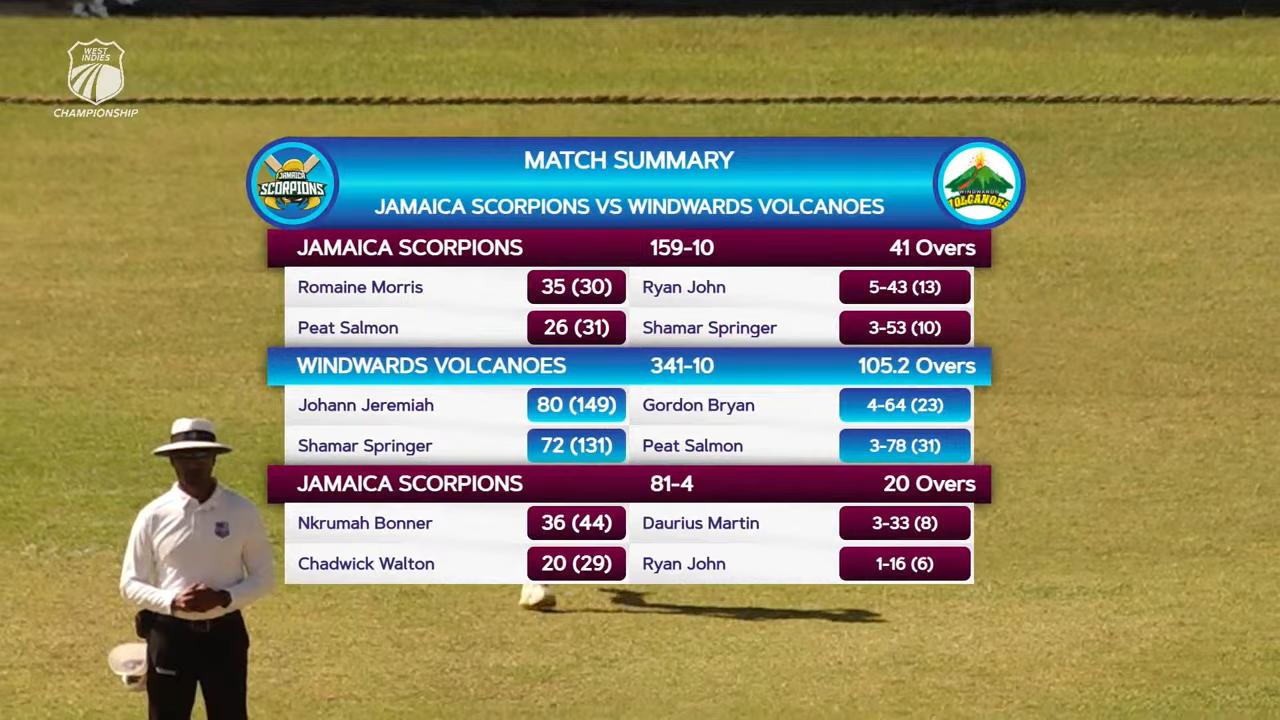 WEST
INDIES
CHAMPIONSHIP
MATCH SUMMARY
JAMAICA SCORPIONS VS WINDWARDS VOLCANOES
JAMAICA
SCORPIONS
WINDWARDS
VOLCANOES
JAMAICA SCORPIONS 159-10 41 Overs
Romaine Morris 35 (30) Ryan John 5-43 (13)
Peat Salmon 26 (31) Shamar Springer 3-53 (10)
WINDWARDS VOLCANOES 341-10 105.2 Overs
Johann Jeremiah 80 (149) Gordon Bryan 4-64 (23)
Shamar Springer 72 (131) Peat Salmon 3-78 (31)
JAMAICA SCORPIONS 81-4 20 Overs
Nkrumah Bonner 36 (44) Daurius Martin 3-33 (8)
Chadwick Walton 20 (29) Ryan John 1-16 (6)